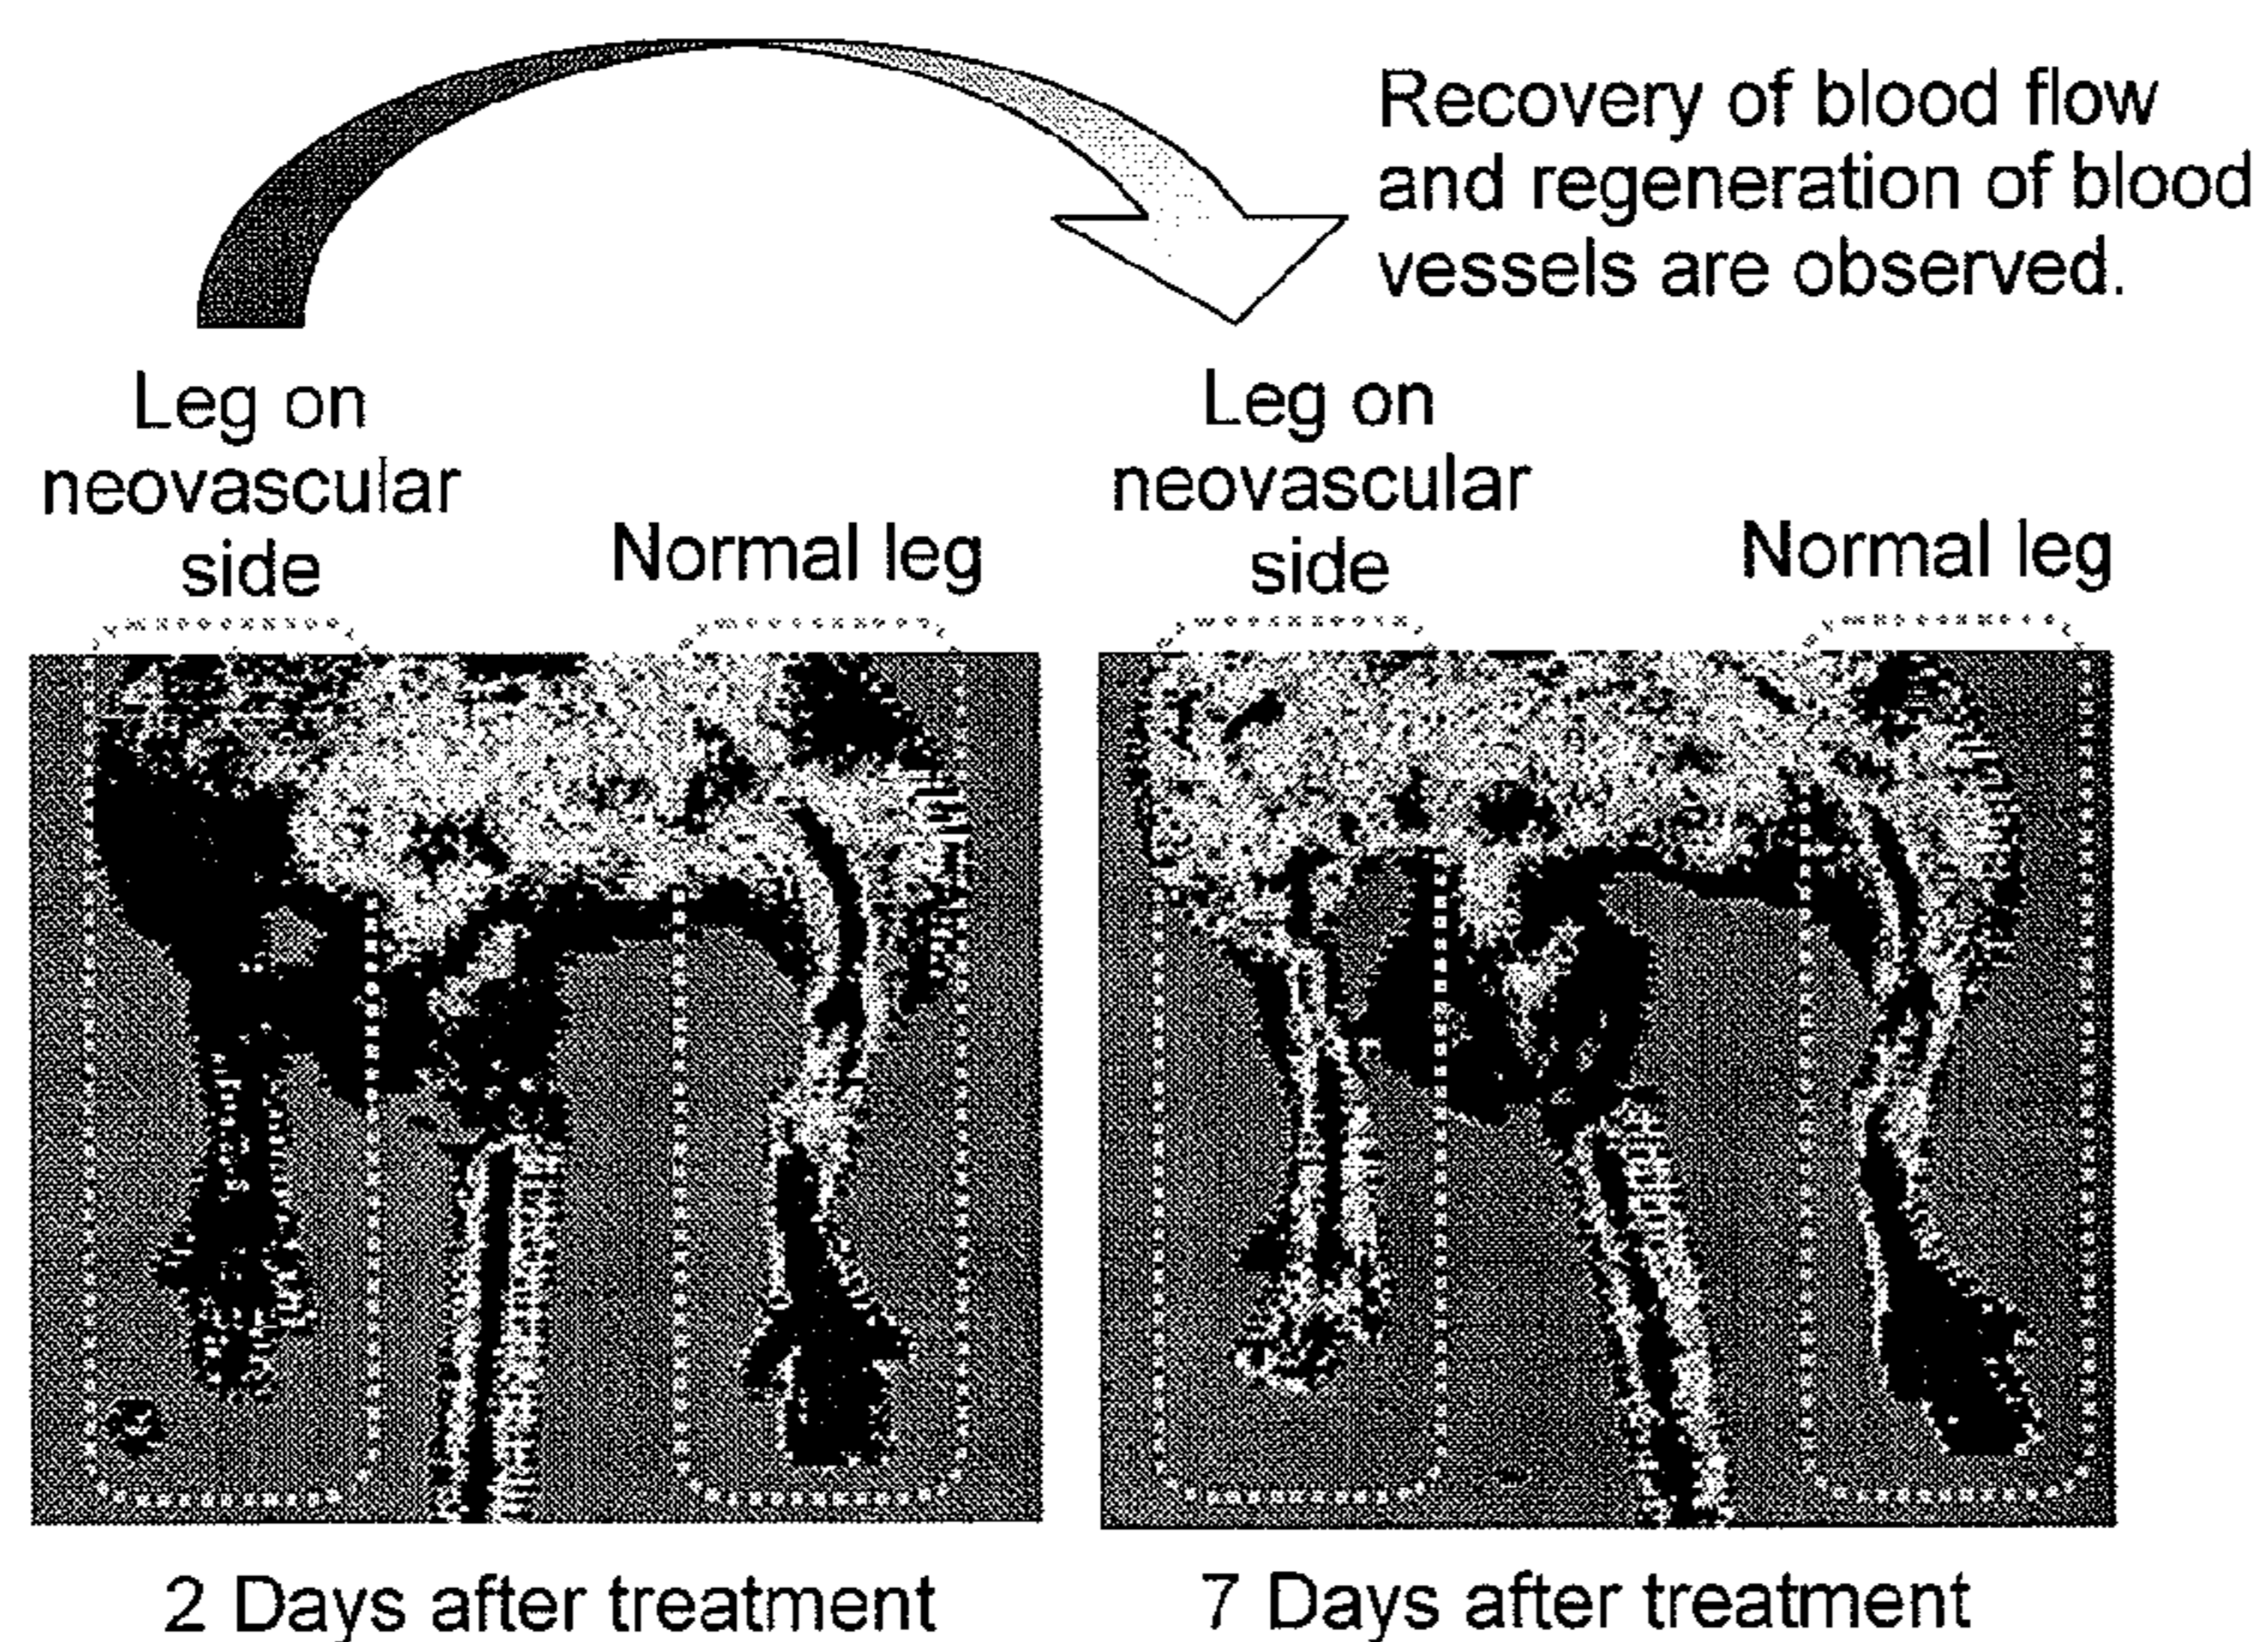 Recovery of blood flow
and regeneration of blood
vessels are observed.
Leg on
neovascular
side
Normal leg
Leg on
neovascular
side
Normal leg
2 Days after treatment
7 Days after treatment